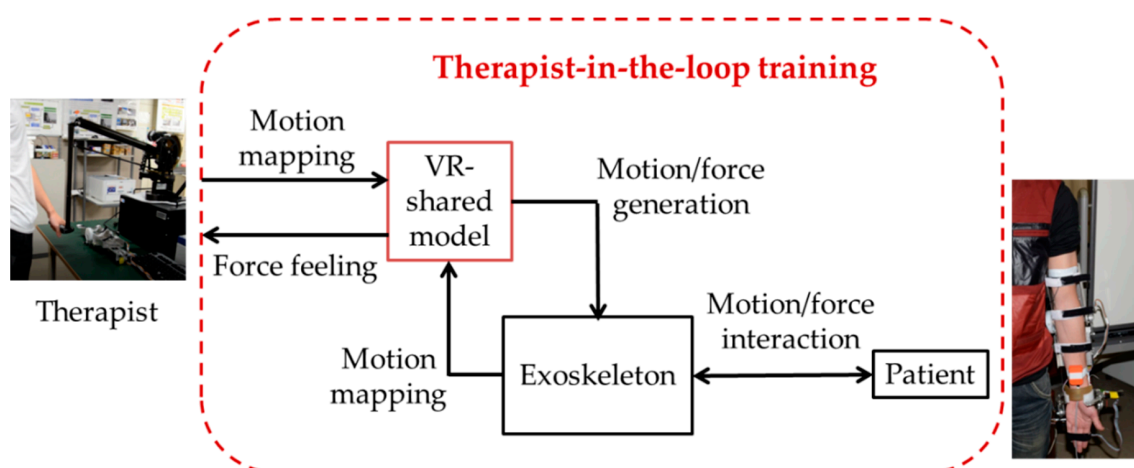 Therapist-in-the-loop training
Motion
mapping
VR-
shared
model
Motion/force
generation
Force feeling
Therapist
Motion/force
interaction
Motion
mapping
Exoskeleton
Patient